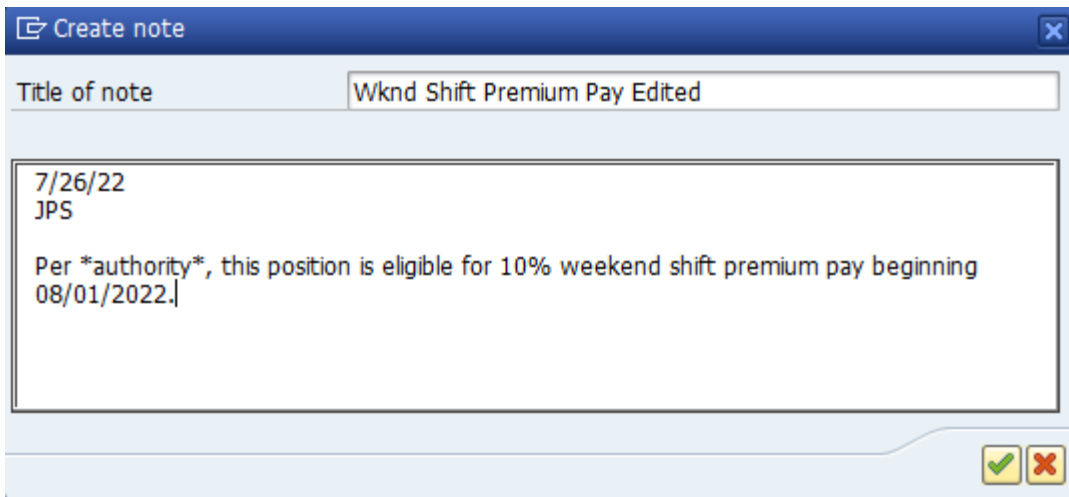 Create note
Title of note Wknd Shift Premium Pay Edited
7/26/22
JPS
Per *authority*, this position is eligible for 10% weekend shift premium pay beginning
08/01/2022.